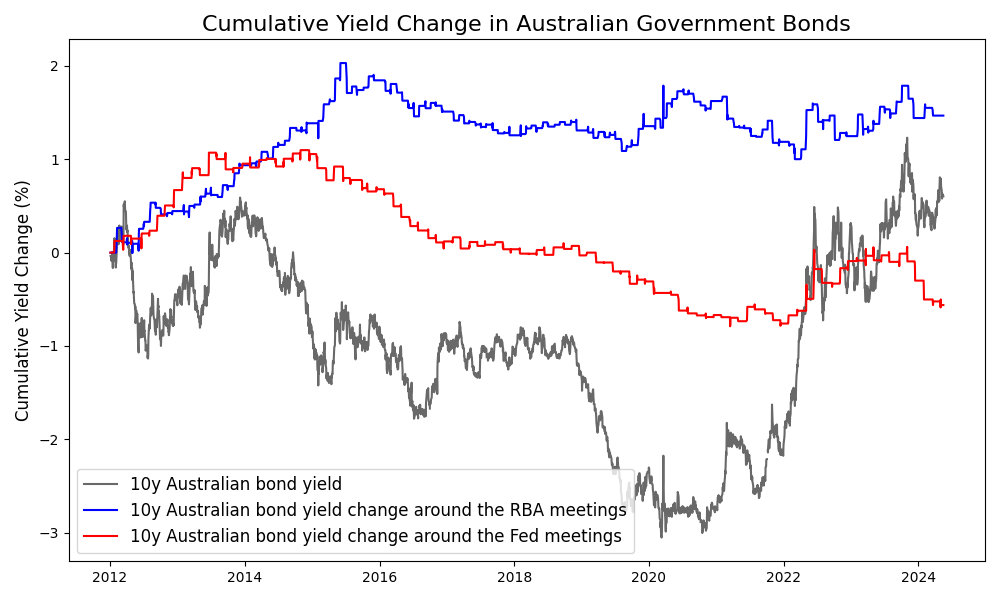 Cumulative Yield Change in Australian Government Bonds
Cumulative Yield Change (%)
2
1
0
−1
−2
−3
10y Australian bond yield
10y Australian bond yield change around the RBA meetings
10y Australian bond yield change around the Fed meetings
2012 2014 2016 2018 2020 2022 2024